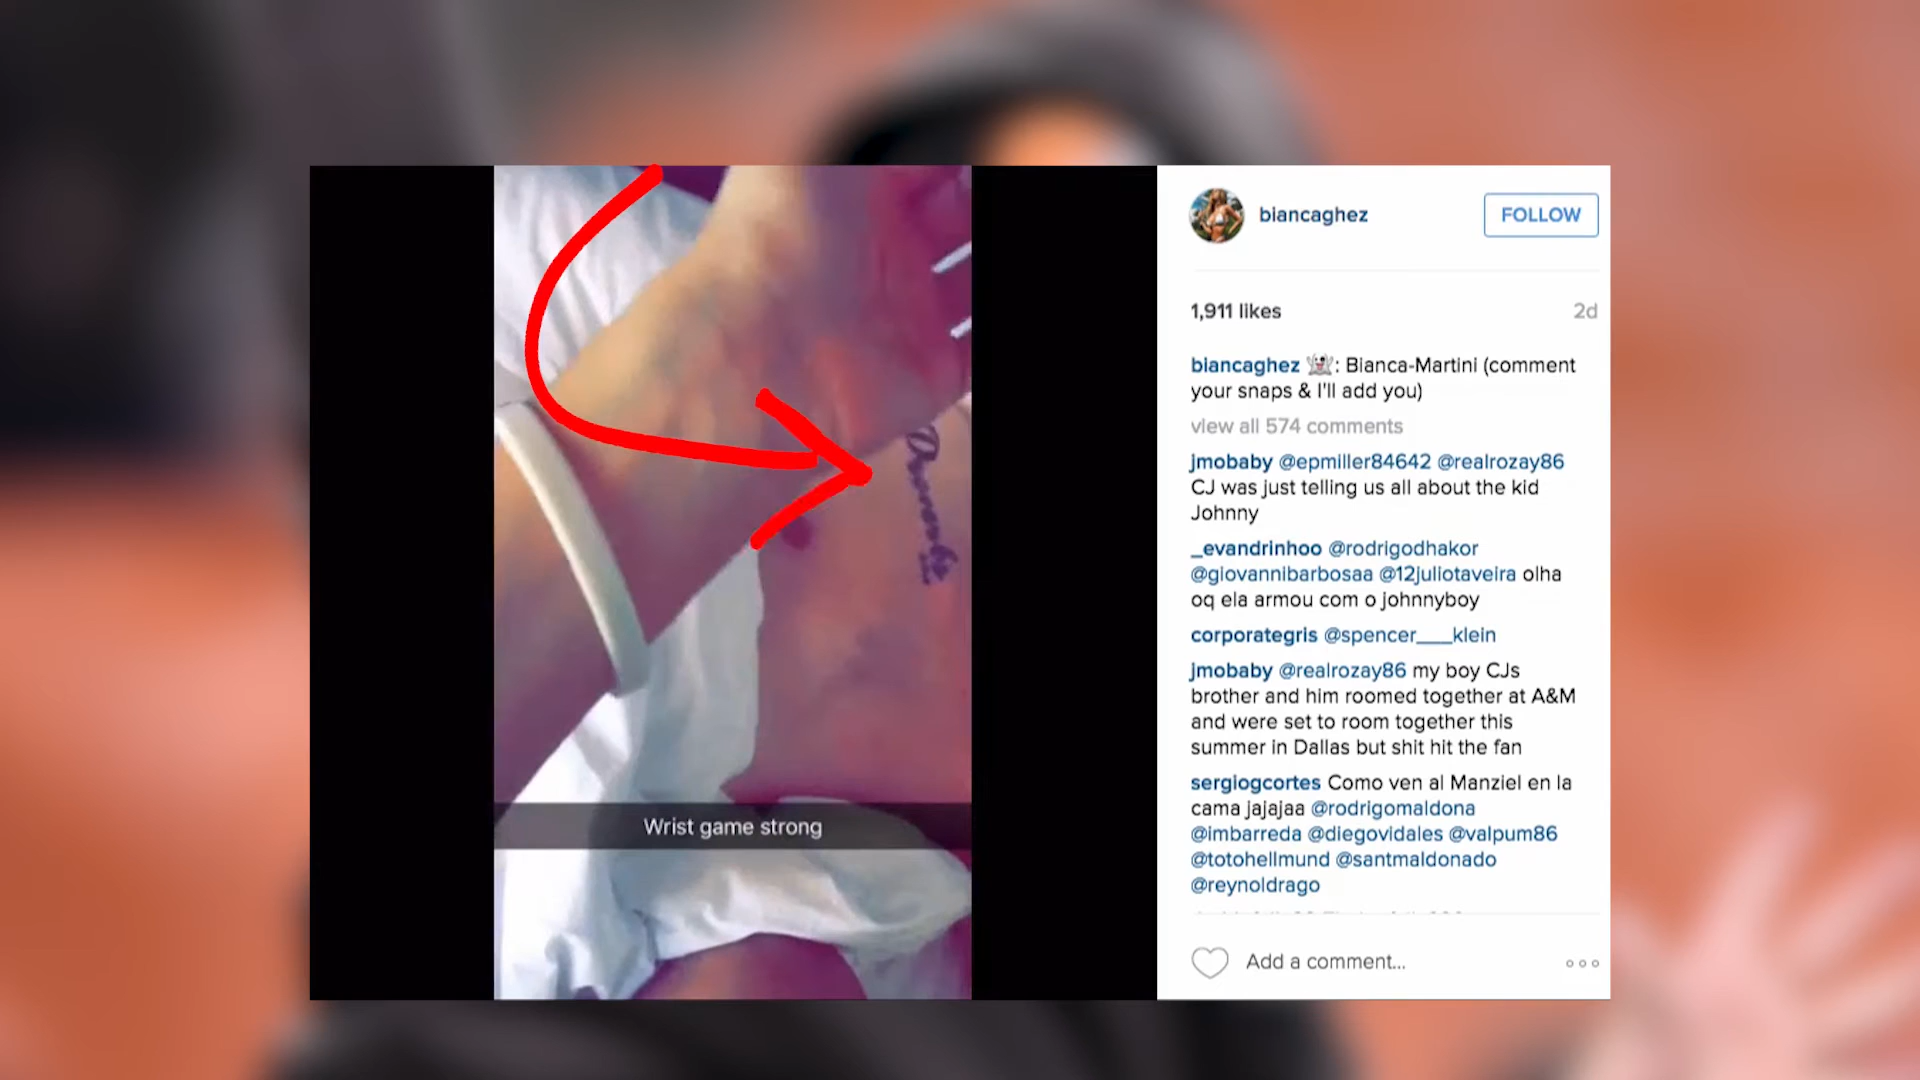 biancaghez
FOLLOW
1,911 likes
2d
biancaghez 👻: Bianca-Martini (comment
your snaps & I'll add you)
view all 574 comments
jmobaby @epmiller84642 @realrozay86
CJ was just telling us all about the kid
Johnny
_evandrinhoo @rodrigodhakor
@giovannibarbosaa @12juliotaveira olha
oq ela armou com o johnnyboy
corporategris @spencer___klein
jmobaby @realrozay86 my boy CJs
brother and him roomed together at A&M
and were set to room together this
summer in Dallas but shit hit the fan
sergiogcortes Como ven al Manziel en la
cama jajajaa @rodrigomaldona
@imbarreda @diegovidales @valpum86
@totohellmund @santmaldonado
@reynoldrago
Add a comment...
Wrist game strong